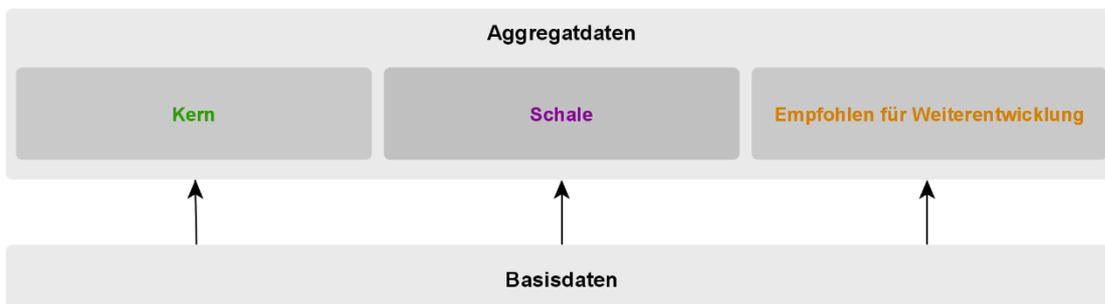 Aggregatdaten
Kern
Schale
Empfohlen für Weiterentwicklung
Basisdaten